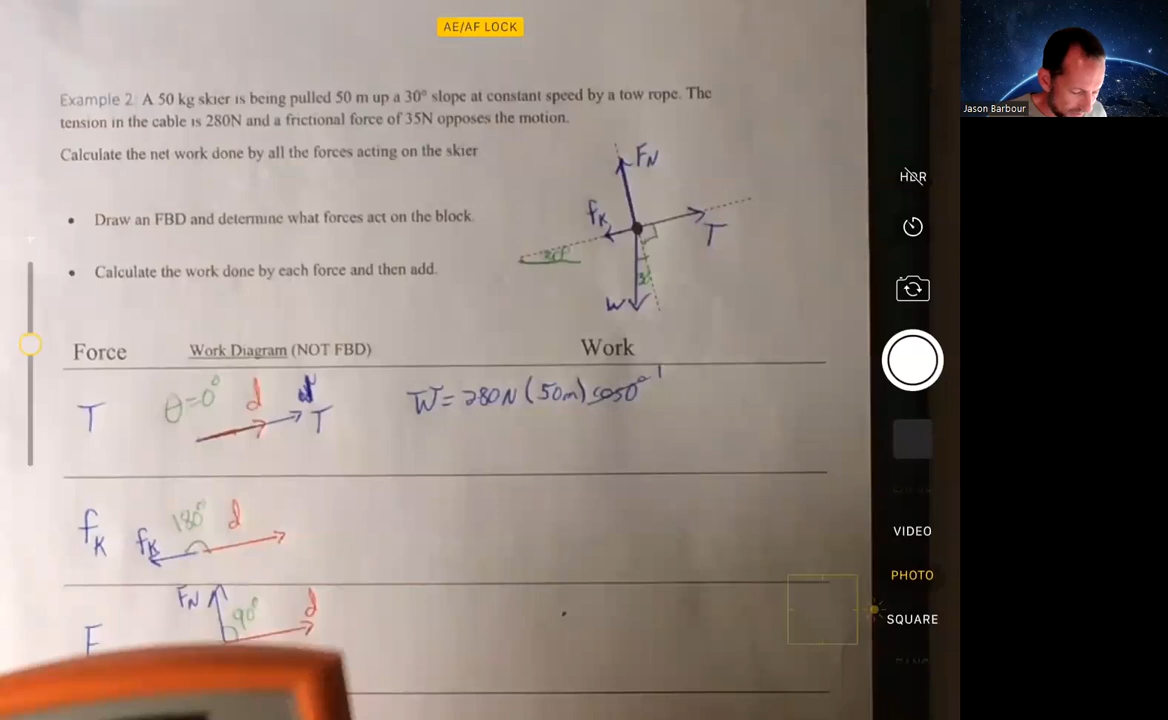 AE/AF LOCK
Jason Barbour
Example 2: A 50 kg skier is being pulled 50 m up a 30° slope at constant speed by a tow rope. The
tension in the cable is 280N and a frictional force of 35N opposes the motion.
Calculate the net work done by all the forces acting on the skier
• Draw an FBD and determine what forces act on the block.
• Calculate the work done by each force and then add.
FN
fK
T
30°
W
HDR
Force Work Diagram (NOT FBD) Work
T θ=0° d T W = 280N (50m) cos0° 1
fK fK 180° d
VIDEO
PHOTO
SQUARE
F FN 90° d